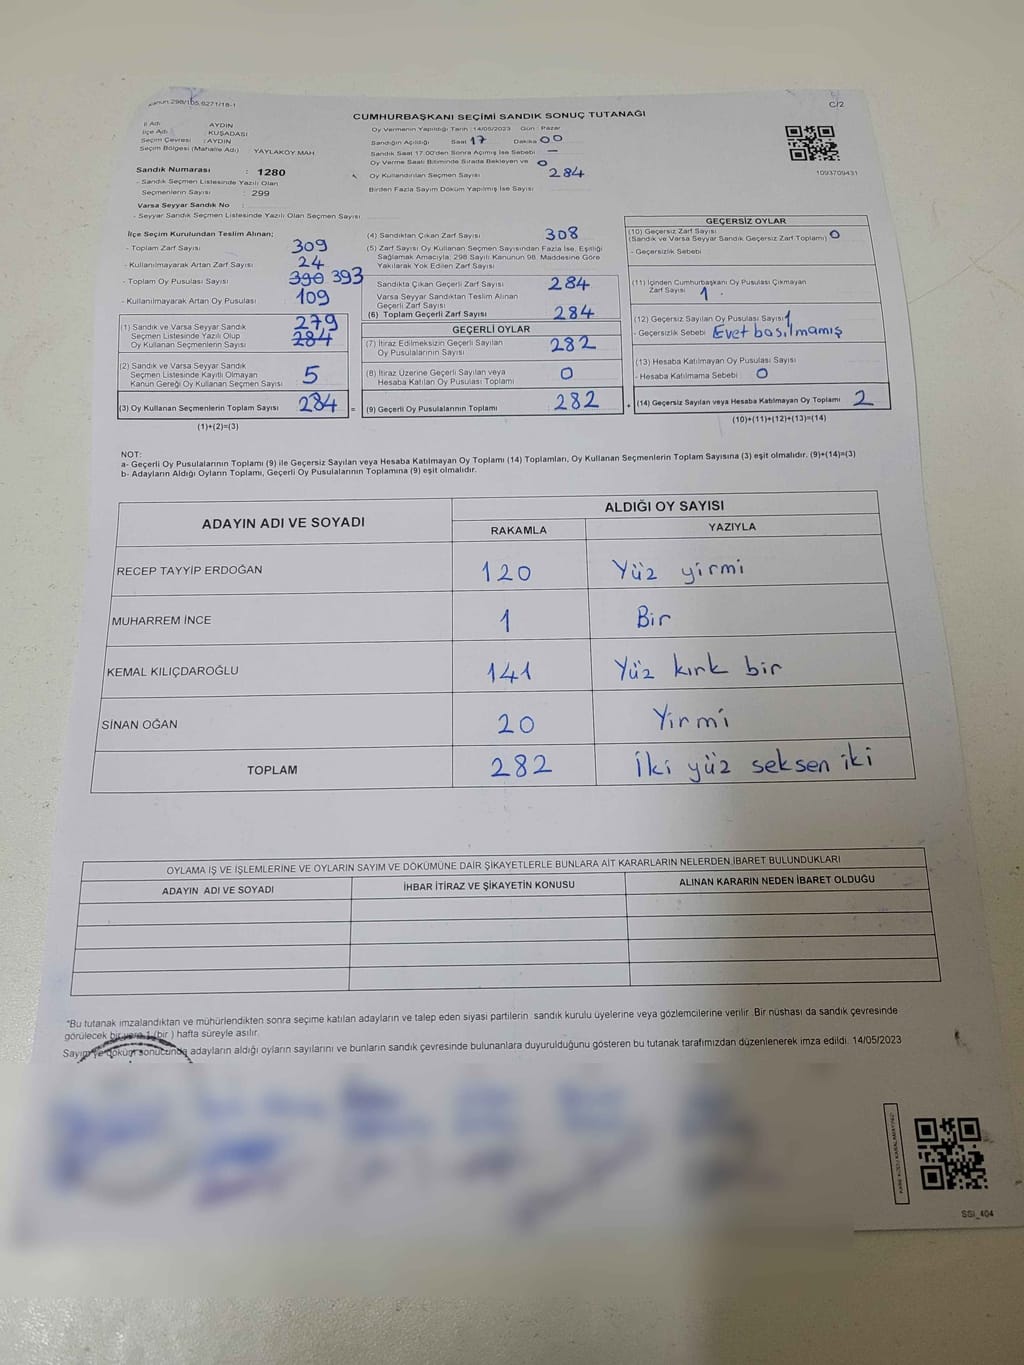 Kanun:298/105,6271/18-1
C/2
CUMHURBAŞKANI SEÇİMİ SANDIK SONUÇ TUTANAĞI
İl Adı : AYDIN
İlçe Adı : KUŞADASI
Seçim Çevresi : AYDIN
Seçim Bölgesi (Mahalle Adı) YAYLAKÖY MAH.
Sandık Numarası : 1280
- Sandık Seçmen Listesinde Yazılı Olan
Seçmenlerin Sayısı : 299
Varsa Seyyar Sandık No :
- Seyyar Sandık Seçmen Listesinde Yazılı Olan Seçmen Sayısı
Oy Vermenin Yapıldığı Tarih :14/05/2023 Gün : Pazar
Sandığın Açıldığı Saat 17 Dakika 00
Sandık Saat 17.00'den Sonra Açılmış İse Sebebi —
Oy Verme Saati Bitiminde Sırada Bekleyen ve 0
Oy Kullandırılan Seçmen Sayısı 284
Birden Fazla Sayım Döküm Yapılmış İse Sayısı
1093709431
İlçe Seçim Kurulundan Teslim Alınan;
- Toplam Zarf Sayısı 309
- Kullanılmayarak Artan Zarf Sayısı 24
- Toplam Oy Pusulası Sayısı 390 393
- Kullanılmayarak Artan Oy Pusulası 109
(1) Sandık ve Varsa Seyyar Sandık 279
Seçmen Listesinde Yazılı Olup 284
Oy Kullanan Seçmenlerin Sayısı
(2) Sandık ve Varsa Seyyar Sandık
Seçmen Listesinde Kayıtlı Olmayan 5
Kanun Gereği Oy Kullanan Seçmen Sayısı
(3) Oy Kullanan Seçmenlerin Toplam Sayısı 284 =
(1)+(2)=(3)
(4) Sandıktan Çıkan Zarf Sayısı 308
(5) Zarf Sayısı Oy Kullanan Seçmen Sayısından Fazla İse, Eşitliği
Sağlamak Amacıyla; 298 Sayılı Kanunun 98. Maddesine Göre
Yakılarak Yok Edilen Zarf Sayısı
Sandıkta Çıkan Geçerli Zarf Sayısı 284
Varsa Seyyar Sandıktan Teslim Alınan
Geçerli Zarf Sayısı
(6) Toplam Geçerli Zarf Sayısı 284
GEÇERLİ OYLAR
(7) İtiraz Edilmeksizin Geçerli Sayılan 282
Oy Pusulalarının Sayısı
(8) İtiraz Üzerine Geçerli Sayılan veya 0
Hesaba Katılan Oy Pusulası Toplamı
(9) Geçerli Oy Pusulalarının Toplamı 282 +
GEÇERSİZ OYLAR
(10) Geçersiz Zarf Sayısı
(Sandık ve Varsa Seyyar Sandık Geçersiz Zarf Toplamı) 0
- Geçersizlik Sebebi
(11) İçinden Cumhurbaşkanı Oy Pusulası Çıkmayan
Zarf Sayısı 1
(12) Geçersiz Sayılan Oy Pusulası Sayısı 1
- Geçersizlik Sebebi Evet basılmamış
(13) Hesaba Katılmayan Oy Pusulası Sayısı
- Hesaba Katılmama Sebebi 0
(14) Geçersiz Sayılan veya Hesaba Katılmayan Oy Toplamı 2
(10)+(11)+(12)+(13)=(14)
NOT:
a- Geçerli Oy Pusulalarının Toplamı (9) ile Geçersiz Sayılan veya Hesaba Katılmayan Oy Toplamı (14) Toplamları, Oy Kullanan Seçmenlerin Toplam Sayısına (3) eşit olmalıdır. (9)+(14)=(3)
b- Adayların Aldığı Oyların Toplamı, Geçerli Oy Pusulalarının Toplamına (9) eşit olmalıdır.
ADAYIN ADI VE SOYADI
ALDIĞI OY SAYISI
RAKAMLA YAZIYLA
RECEP TAYYİP ERDOĞAN 120 Yüz yirmi
MUHARREM İNCE 1 Bir
KEMAL KILIÇDAROĞLU 141 Yüz kırk bir
SİNAN OĞAN 20 Yirmi
TOPLAM 282 İki yüz seksen iki
OYLAMA İŞ VE İŞLEMLERİNE VE OYLARIN SAYIM VE DÖKÜMÜNE DAİR ŞİKAYETLERLE BUNLARA AİT KARARLARIN NELERDEN İBARET BULUNDUKLARI
ADAYIN ADI VE SOYADI İHBAR İTİRAZ VE ŞİKAYETİN KONUSU ALINAN KARARIN NEDEN İBARET OLDUĞU
"Bu tutanak imzalandıktan ve mühürlendikten sonra seçime katılan adayların ve talep eden siyasi partilerin sandık kurulu üyelerine veya gözlemcilerine verilir. Bir nüshası da sandık çevresinde
görülecek bir yere 1 (bir ) hafta süreyle asılır.
Sayım ve döküm sonucunda adayların aldığı oyların sayılarını ve bunların sandık çevresinde bulunanlara duyurulduğunu gösteren bu tutanak tarafımızdan düzenlenerek imza edildi. 14/05/2023
SSI_404